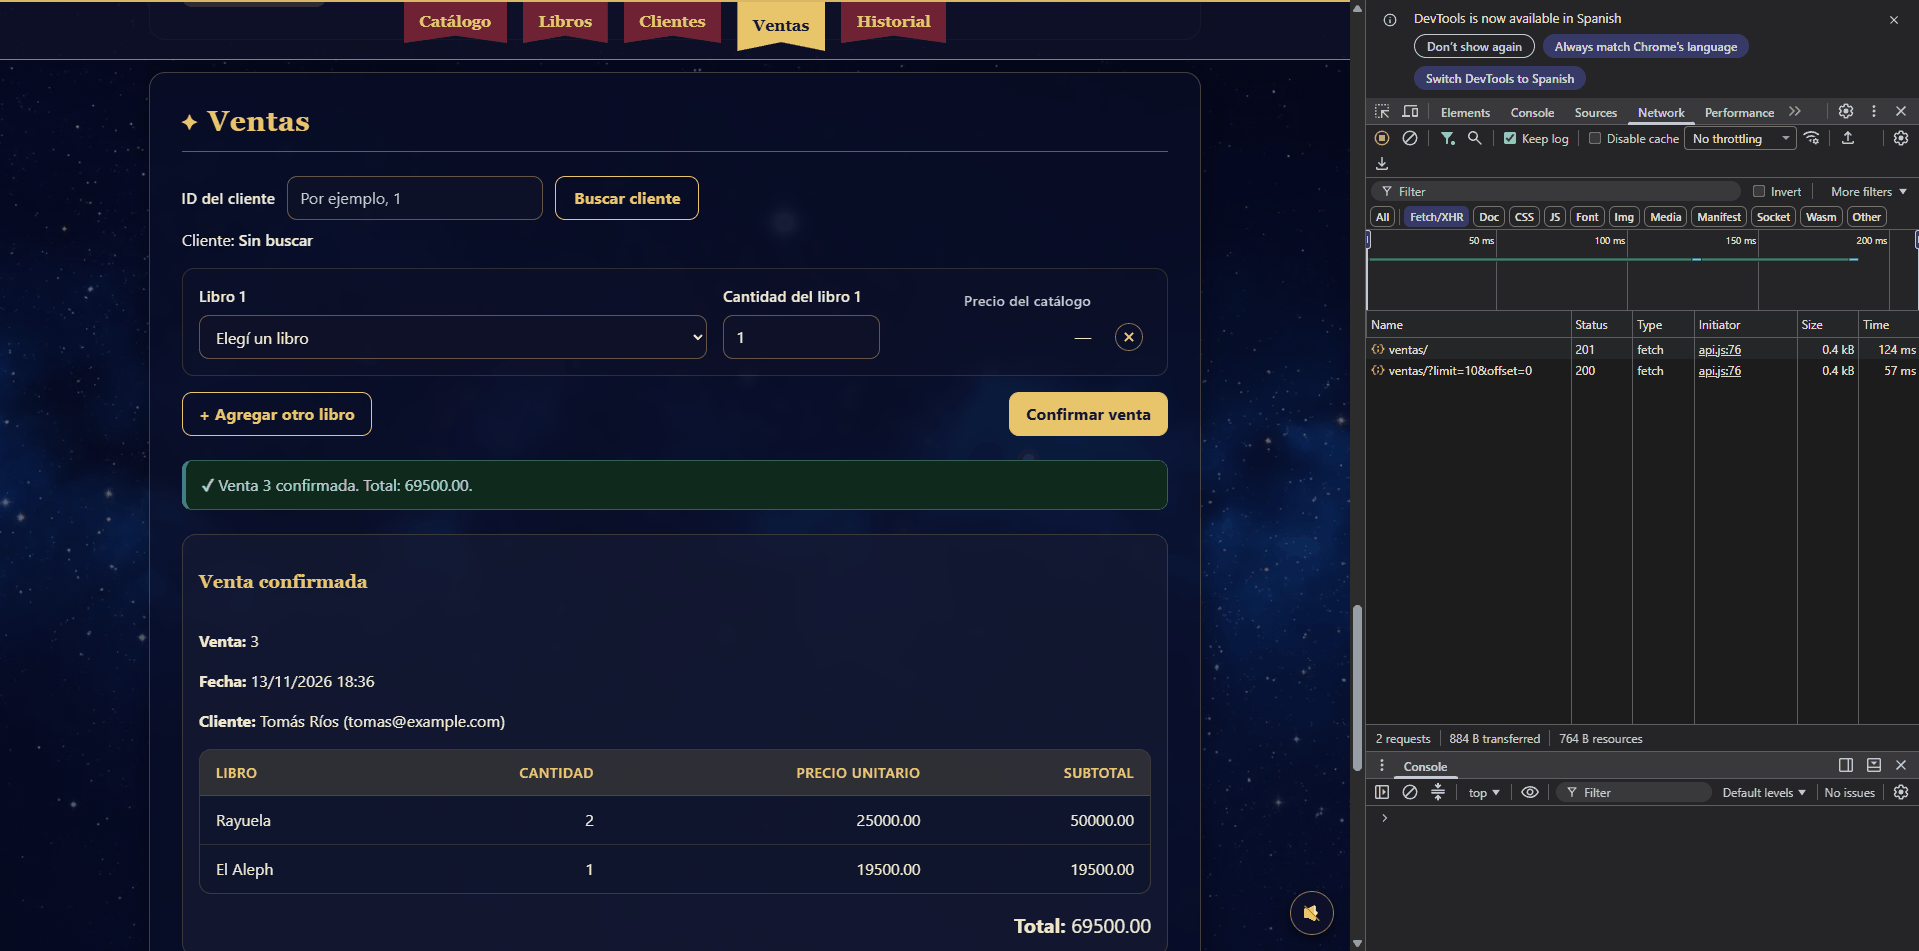 Catálogo
Libros
Clientes
Ventas
Historial
✦ Ventas
ID del cliente
Por ejemplo, 1
Buscar cliente
Cliente: Sin buscar
Libro 1
Cantidad del libro 1
Precio del catálogo
Elegí un libro
1
—
+ Agregar otro libro
Confirmar venta
✓ Venta 3 confirmada. Total: 69500.00.
Venta confirmada
Venta: 3
Fecha: 13/11/2026 18:36
Cliente: Tomás Ríos (tomas@example.com)
LIBRO CANTIDAD PRECIO UNITARIO SUBTOTAL
Rayuela 2 25000.00 50000.00
El Aleph 1 19500.00 19500.00
Total: 69500.00
DevTools is now available in Spanish
Don't show again
Always match Chrome's language
Switch DevTools to Spanish
Elements Console Sources Network Performance
Keep log
Disable cache
No throttling
Filter
Invert
More filters
All Fetch/XHR Doc CSS JS Font Img Media Manifest Socket Wasm Other
50 ms 100 ms 150 ms 200 ms
Name Status Type Initiator Size Time
ventas/ 201 fetch api.js:76 0.4 kB 124 ms
ventas/?limit=10&offset=0 200 fetch api.js:76 0.4 kB 57 ms
2 requests 884 B transferred 764 B resources
Console
top
Filter
Default levels
No issues